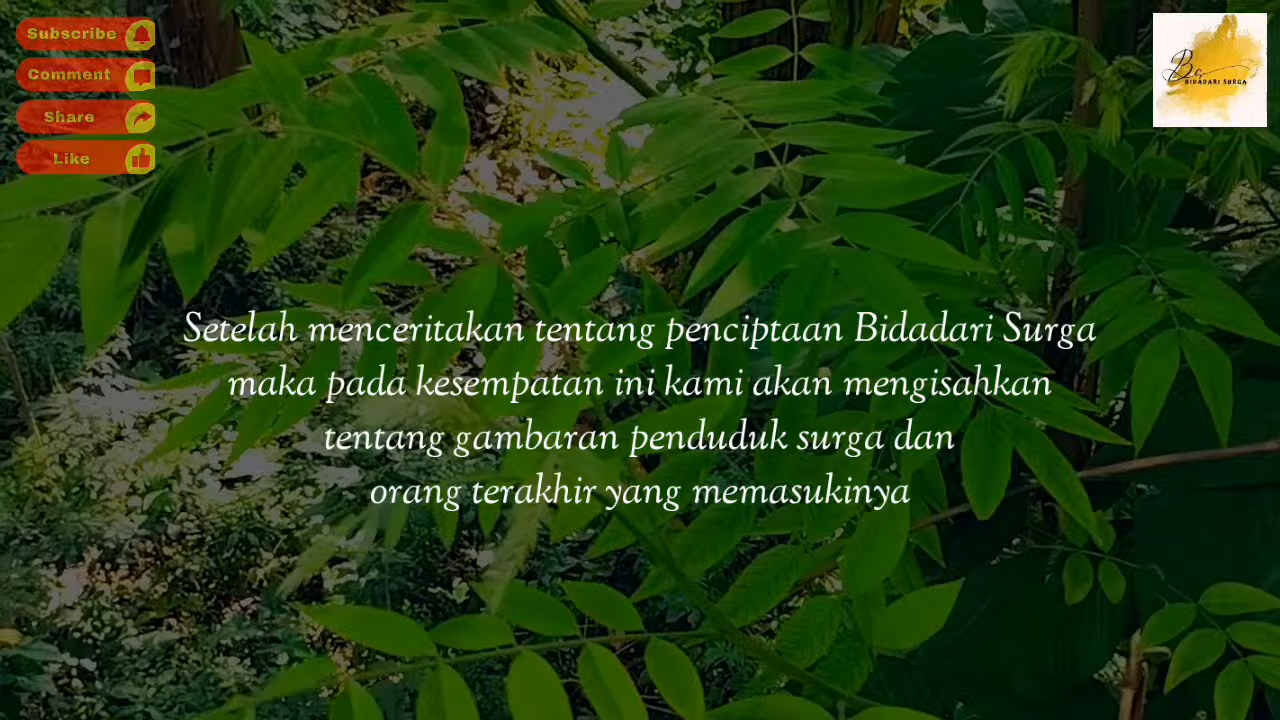 Subscribe
Comment
Share
Like
Bs
BIDADARI SURGA
Setelah menceritakan tentang penciptaan Bidadari Surga
maka pada kesempatan ini kami akan mengisahkan
tentang gambaran penduduk surga dan
orang terakhir yang memasukinya